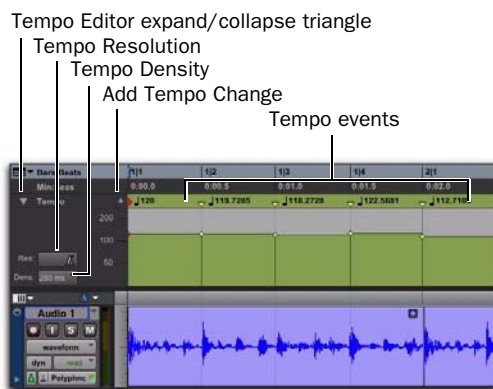 Tempo Editor expand/collapse triangle
Tempo Resolution
Tempo Density
Add Tempo Change
Tempo events
Bars:Beats 1|1 1|2 1|3 1|4 2|1
Min:Secs 0:00.0 0:00.5 0:01.0 0:01.5 0:02.0
Tempo + 120 119.7285 118.2728 122.5681 112.710
200
100
Res:
50
Dens: 250 ms
Audio 1
I S M
waveform
dyn read
Polyphnc